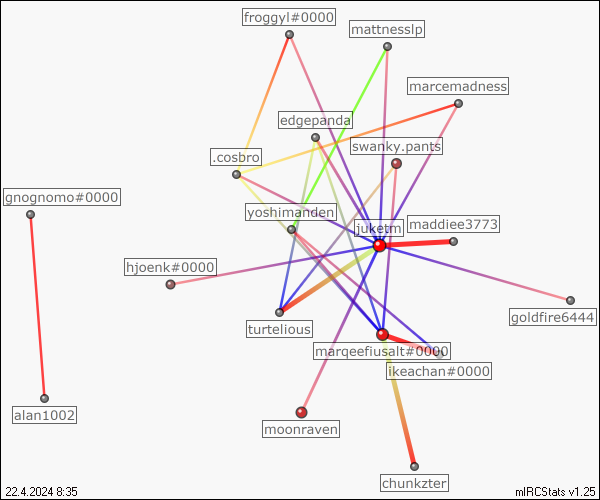 froggyl#0000
mattnesslp
marcemadness
edgepanda
swanky.pants
.cosbro
gnognomo#0000
yoshimanden
juketm
maddiee3773
hjoenk#0000
goldfire6444
turtelious
marqeefiusalt#0000
ikeachan#0000
alan1002
moonraven
chunkzter
22.4.2024 8:35
mIRCStats v1.25